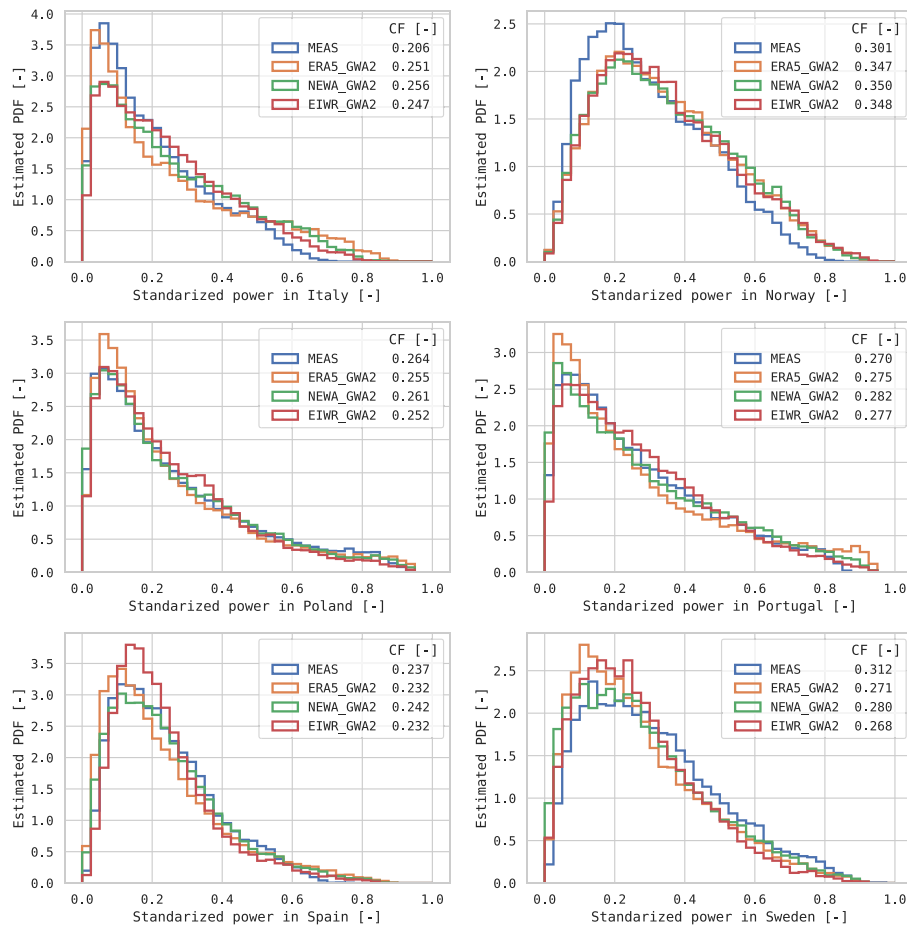 CF [-]
MEAS 0.206
ERA5_GWA2 0.251
NEWA_GWA2 0.256
EIWR_GWA2 0.247
Estimated PDF [-]
4.0
3.5
3.0
2.5
2.0
1.5
1.0
0.5
0.0
0.0 0.2 0.4 0.6 0.8 1.0
Standarized power in Italy [-]
CF [-]
MEAS 0.301
ERA5_GWA2 0.347
NEWA_GWA2 0.350
EIWR_GWA2 0.348
Estimated PDF [-]
2.5
2.0
1.5
1.0
0.5
0.0
0.0 0.2 0.4 0.6 0.8 1.0
Standarized power in Norway [-]
CF [-]
MEAS 0.264
ERA5_GWA2 0.255
NEWA_GWA2 0.261
EIWR_GWA2 0.252
Estimated PDF [-]
3.5
3.0
2.5
2.0
1.5
1.0
0.5
0.0
0.0 0.2 0.4 0.6 0.8 1.0
Standarized power in Poland [-]
CF [-]
MEAS 0.270
ERA5_GWA2 0.275
NEWA_GWA2 0.282
EIWR_GWA2 0.277
Estimated PDF [-]
3.0
2.5
2.0
1.5
1.0
0.5
0.0
0.0 0.2 0.4 0.6 0.8 1.0
Standarized power in Portugal [-]
CF [-]
MEAS 0.237
ERA5_GWA2 0.232
NEWA_GWA2 0.242
EIWR_GWA2 0.232
Estimated PDF [-]
3.5
3.0
2.5
2.0
1.5
1.0
0.5
0.0
0.0 0.2 0.4 0.6 0.8 1.0
Standarized power in Spain [-]
CF [-]
MEAS 0.312
ERA5_GWA2 0.271
NEWA_GWA2 0.280
EIWR_GWA2 0.268
Estimated PDF [-]
2.5
2.0
1.5
1.0
0.5
0.0
0.0 0.2 0.4 0.6 0.8 1.0
Standarized power in Sweden [-]